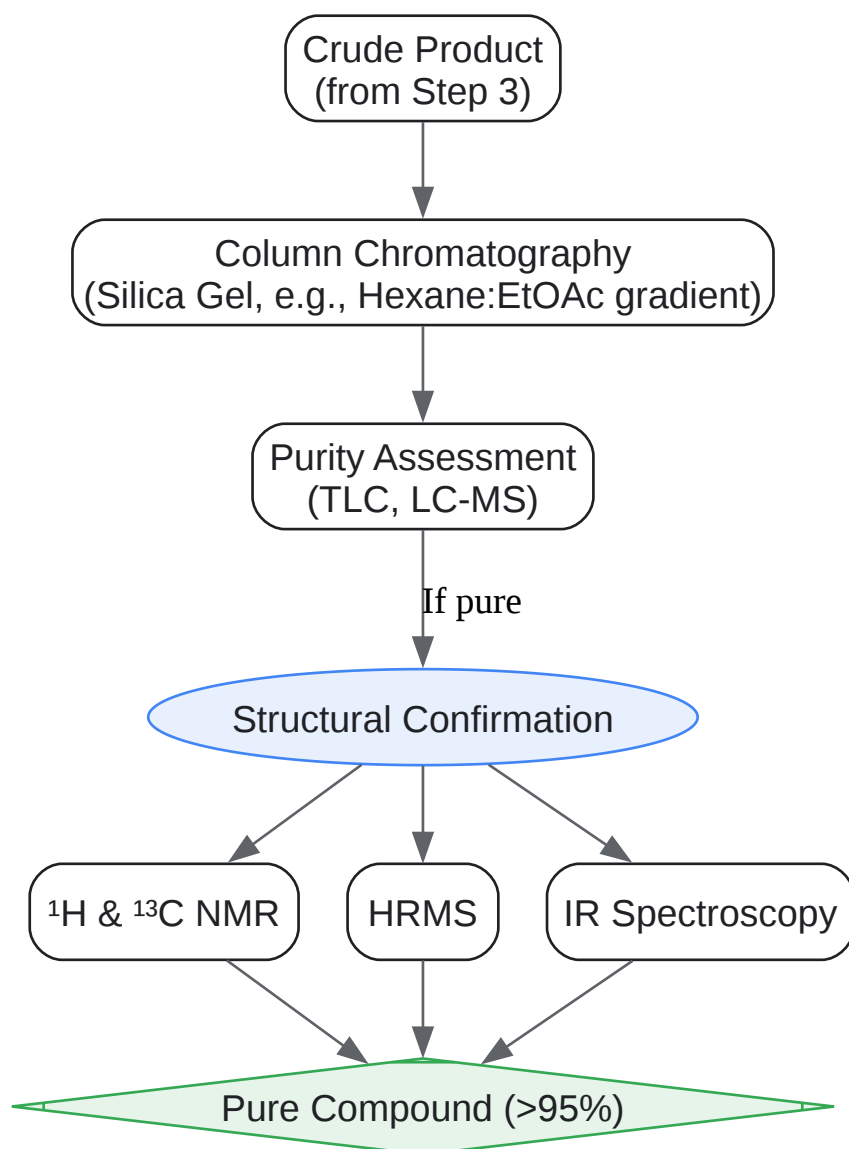 Crude Product
(from Step 3)
Column Chromatography
(Silica Gel, e.g., Hexane:EtOAc gradient)
Purity Assessment
(TLC, LC-MS)
If pure
Structural Confirmation
¹H & ¹³C NMR
HRMS
IR Spectroscopy
Pure Compound (>95%)